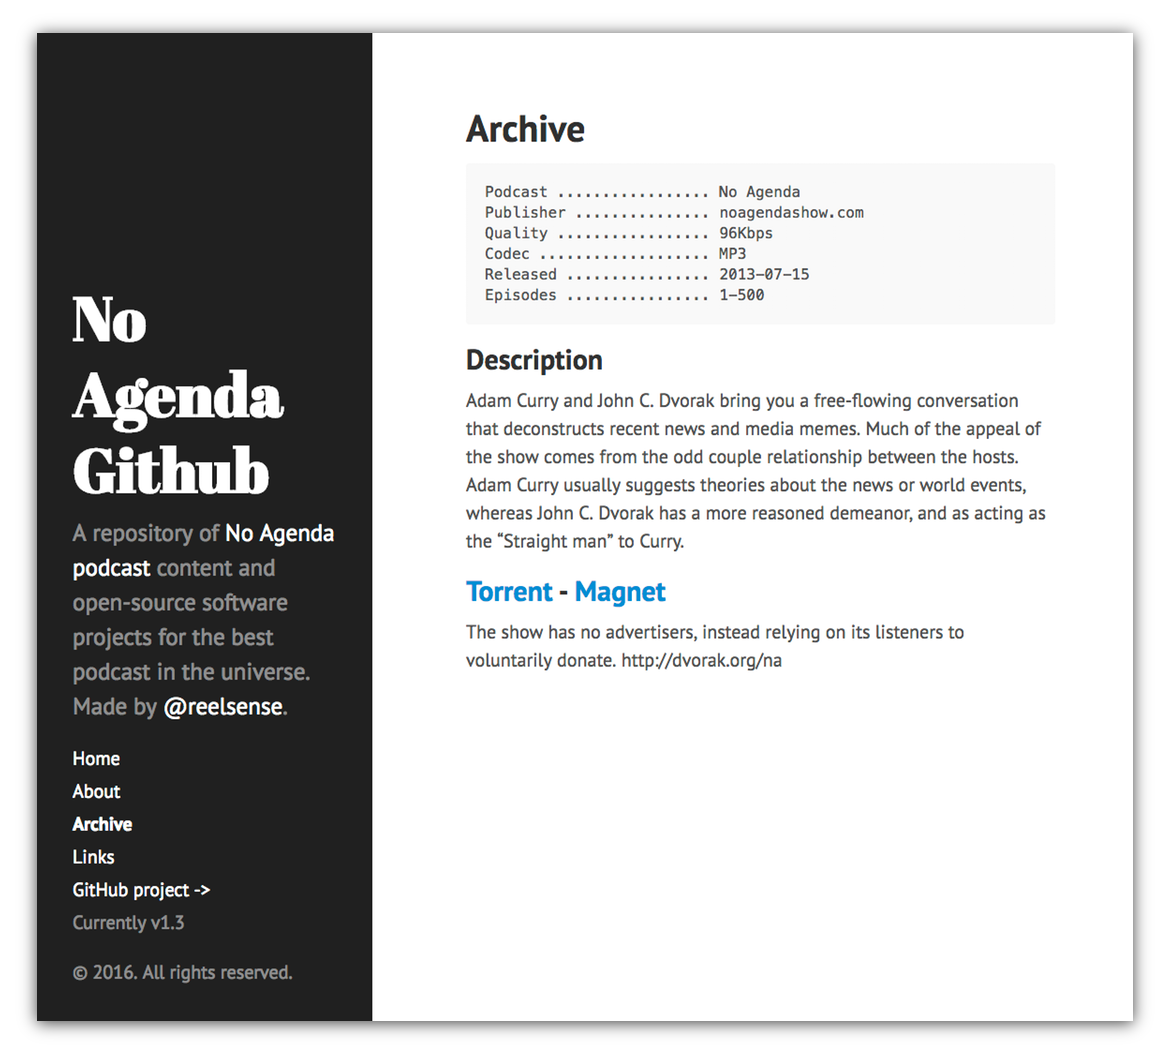 No
Agenda
Github
A repository of No Agenda
podcast content and
open-source software
projects for the best
podcast in the universe.
Made by @reelsense.
Home
About
Archive
Links
GitHub project ->
Currently v1.3
© 2016. All rights reserved.
Archive
Podcast ................. No Agenda
Publisher ............... noagendashow.com
Quality ................. 96Kbps
Codec ................... MP3
Released ................ 2013-07-15
Episodes ................ 1-500
Description
Adam Curry and John C. Dvorak bring you a free-flowing conversation
that deconstructs recent news and media memes. Much of the appeal of
the show comes from the odd couple relationship between the hosts.
Adam Curry usually suggests theories about the news or world events,
whereas John C. Dvorak has a more reasoned demeanor, and as acting as
the “Straight man” to Curry.
Torrent - Magnet
The show has no advertisers, instead relying on its listeners to
voluntarily donate. http://dvorak.org/na